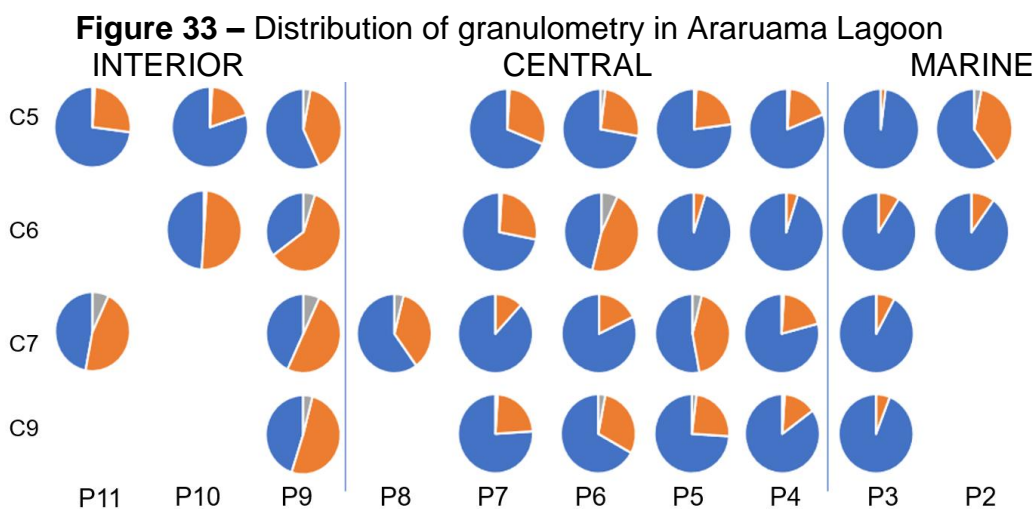 Figure 33 – Distribution of granulometry in Araruama Lagoon
INTERIOR CENTRAL MARINE
C5
C6
C7
C9
P11 P10 P9 P8 P7 P6 P5 P4 P3 P2